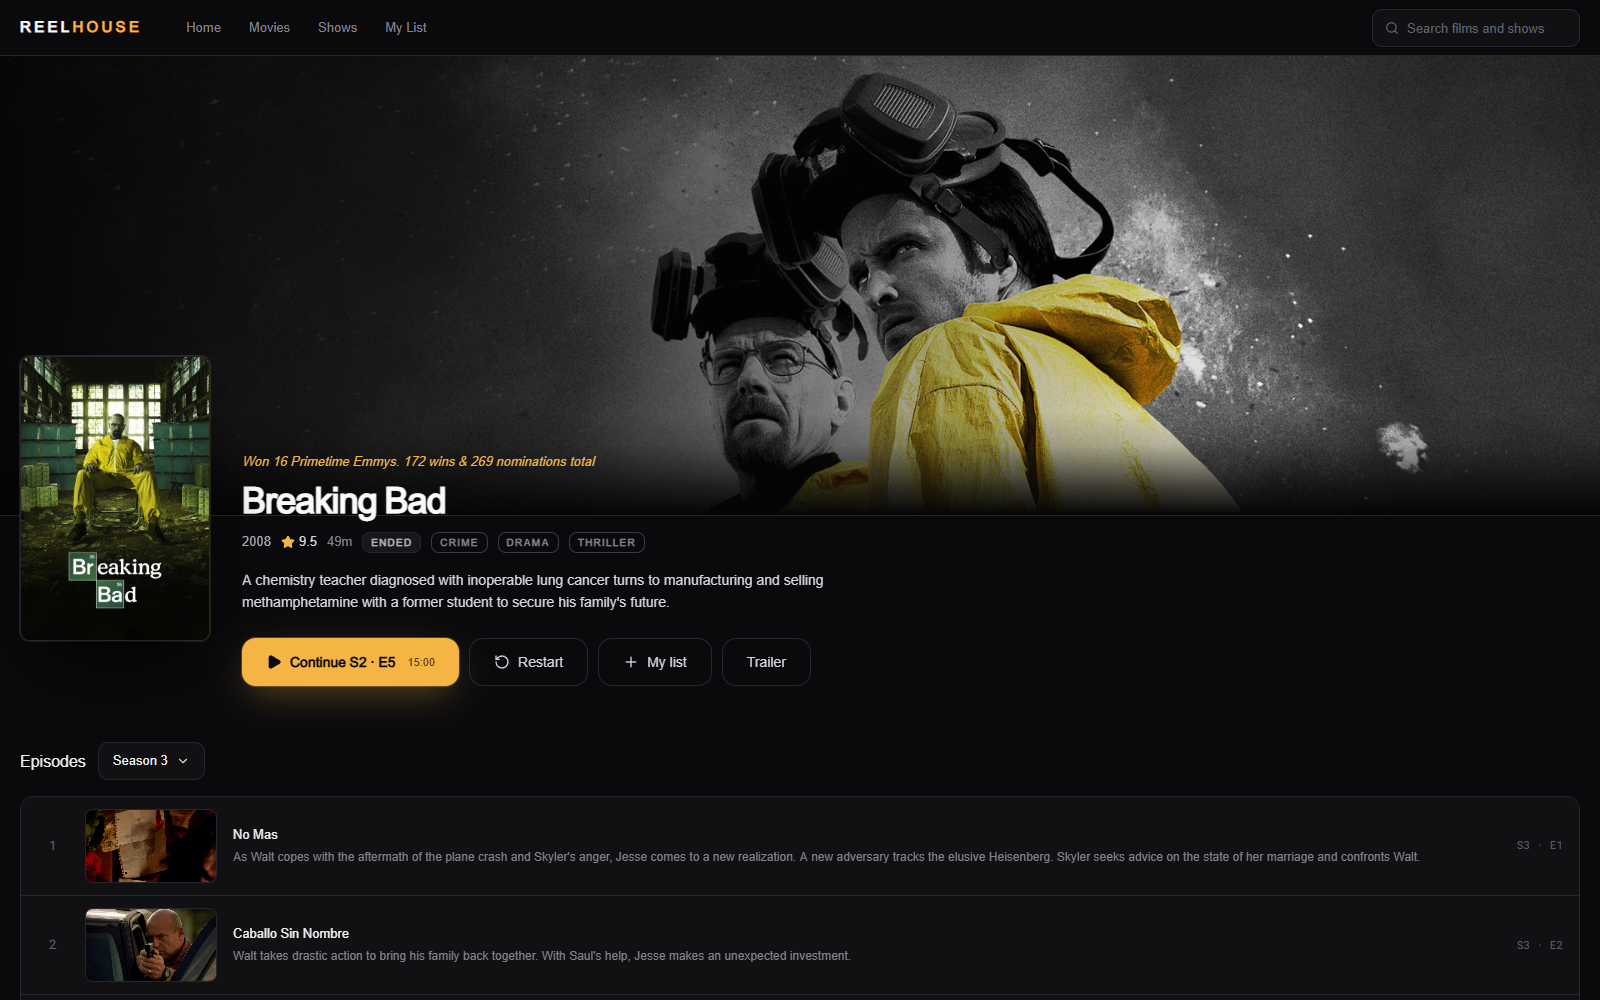 REELHOUSE
Home
Movies
Shows
My List
Search films and shows
Won 16 Primetime Emmys. 172 wins & 269 nominations total
Breaking Bad
2008
9.5
49m
ENDED
CRIME
DRAMA
THRILLER
Breaking
Bad
A chemistry teacher diagnosed with inoperable lung cancer turns to manufacturing and selling
methamphetamine with a former student to secure his family's future.
Continue S2 · E5 15:00
Restart
My list
Trailer
Episodes
Season 3
1
No Mas
As Walt copes with the aftermath of the plane crash and Skyler's anger, Jesse comes to a new realization. A new adversary tracks the elusive Heisenberg. Skyler seeks advice on the state of her marriage and confronts Walt.
S3 · E1
2
Caballo Sin Nombre
Walt takes drastic action to bring his family back together. With Saul's help, Jesse makes an unexpected investment.
S3 · E2